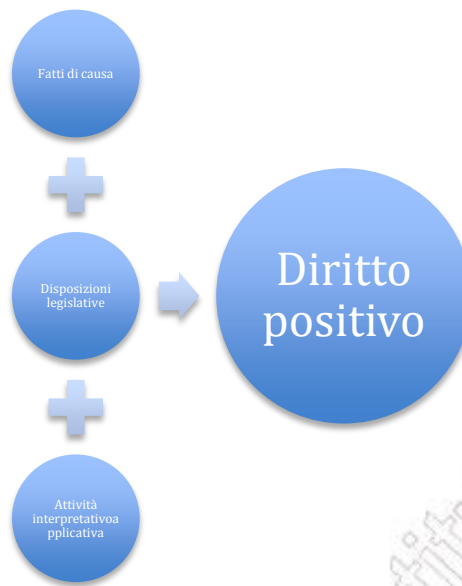 Fatti di causa
Disposizioni
legislative
Diritto
positivo
Attività
interpretativoa
pplicativa